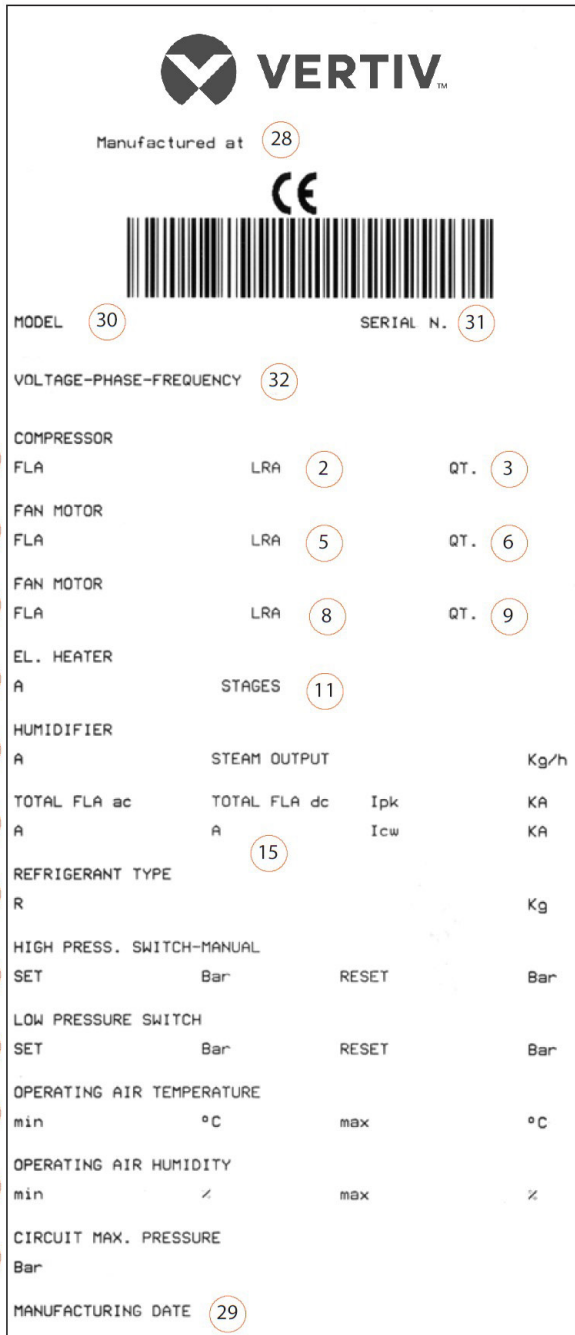 VERTIV™
Manufactured at 28
CE
MODEL 30 SERIAL N. 31
VOLTAGE-PHASE-FREQUENCY 32
COMPRESSOR
FLA LRA 2 QT. 3
FAN MOTOR
FLA LRA 5 QT. 6
FAN MOTOR
FLA LRA 8 QT. 9
EL. HEATER
A STAGES 11
HUMIDIFIER
A STEAM OUTPUT Kg/h
TOTAL FLA ac TOTAL FLA dc Ipk KA
A A Icw KA
15
REFRIGERANT TYPE
R Kg
HIGH PRESS. SWITCH-MANUAL
SET Bar RESET Bar
LOW PRESSURE SWITCH
SET Bar RESET Bar
OPERATING AIR TEMPERATURE
min °C max °C
OPERATING AIR HUMIDITY
min % max %
CIRCUIT MAX. PRESSURE
Bar
MANUFACTURING DATE 29